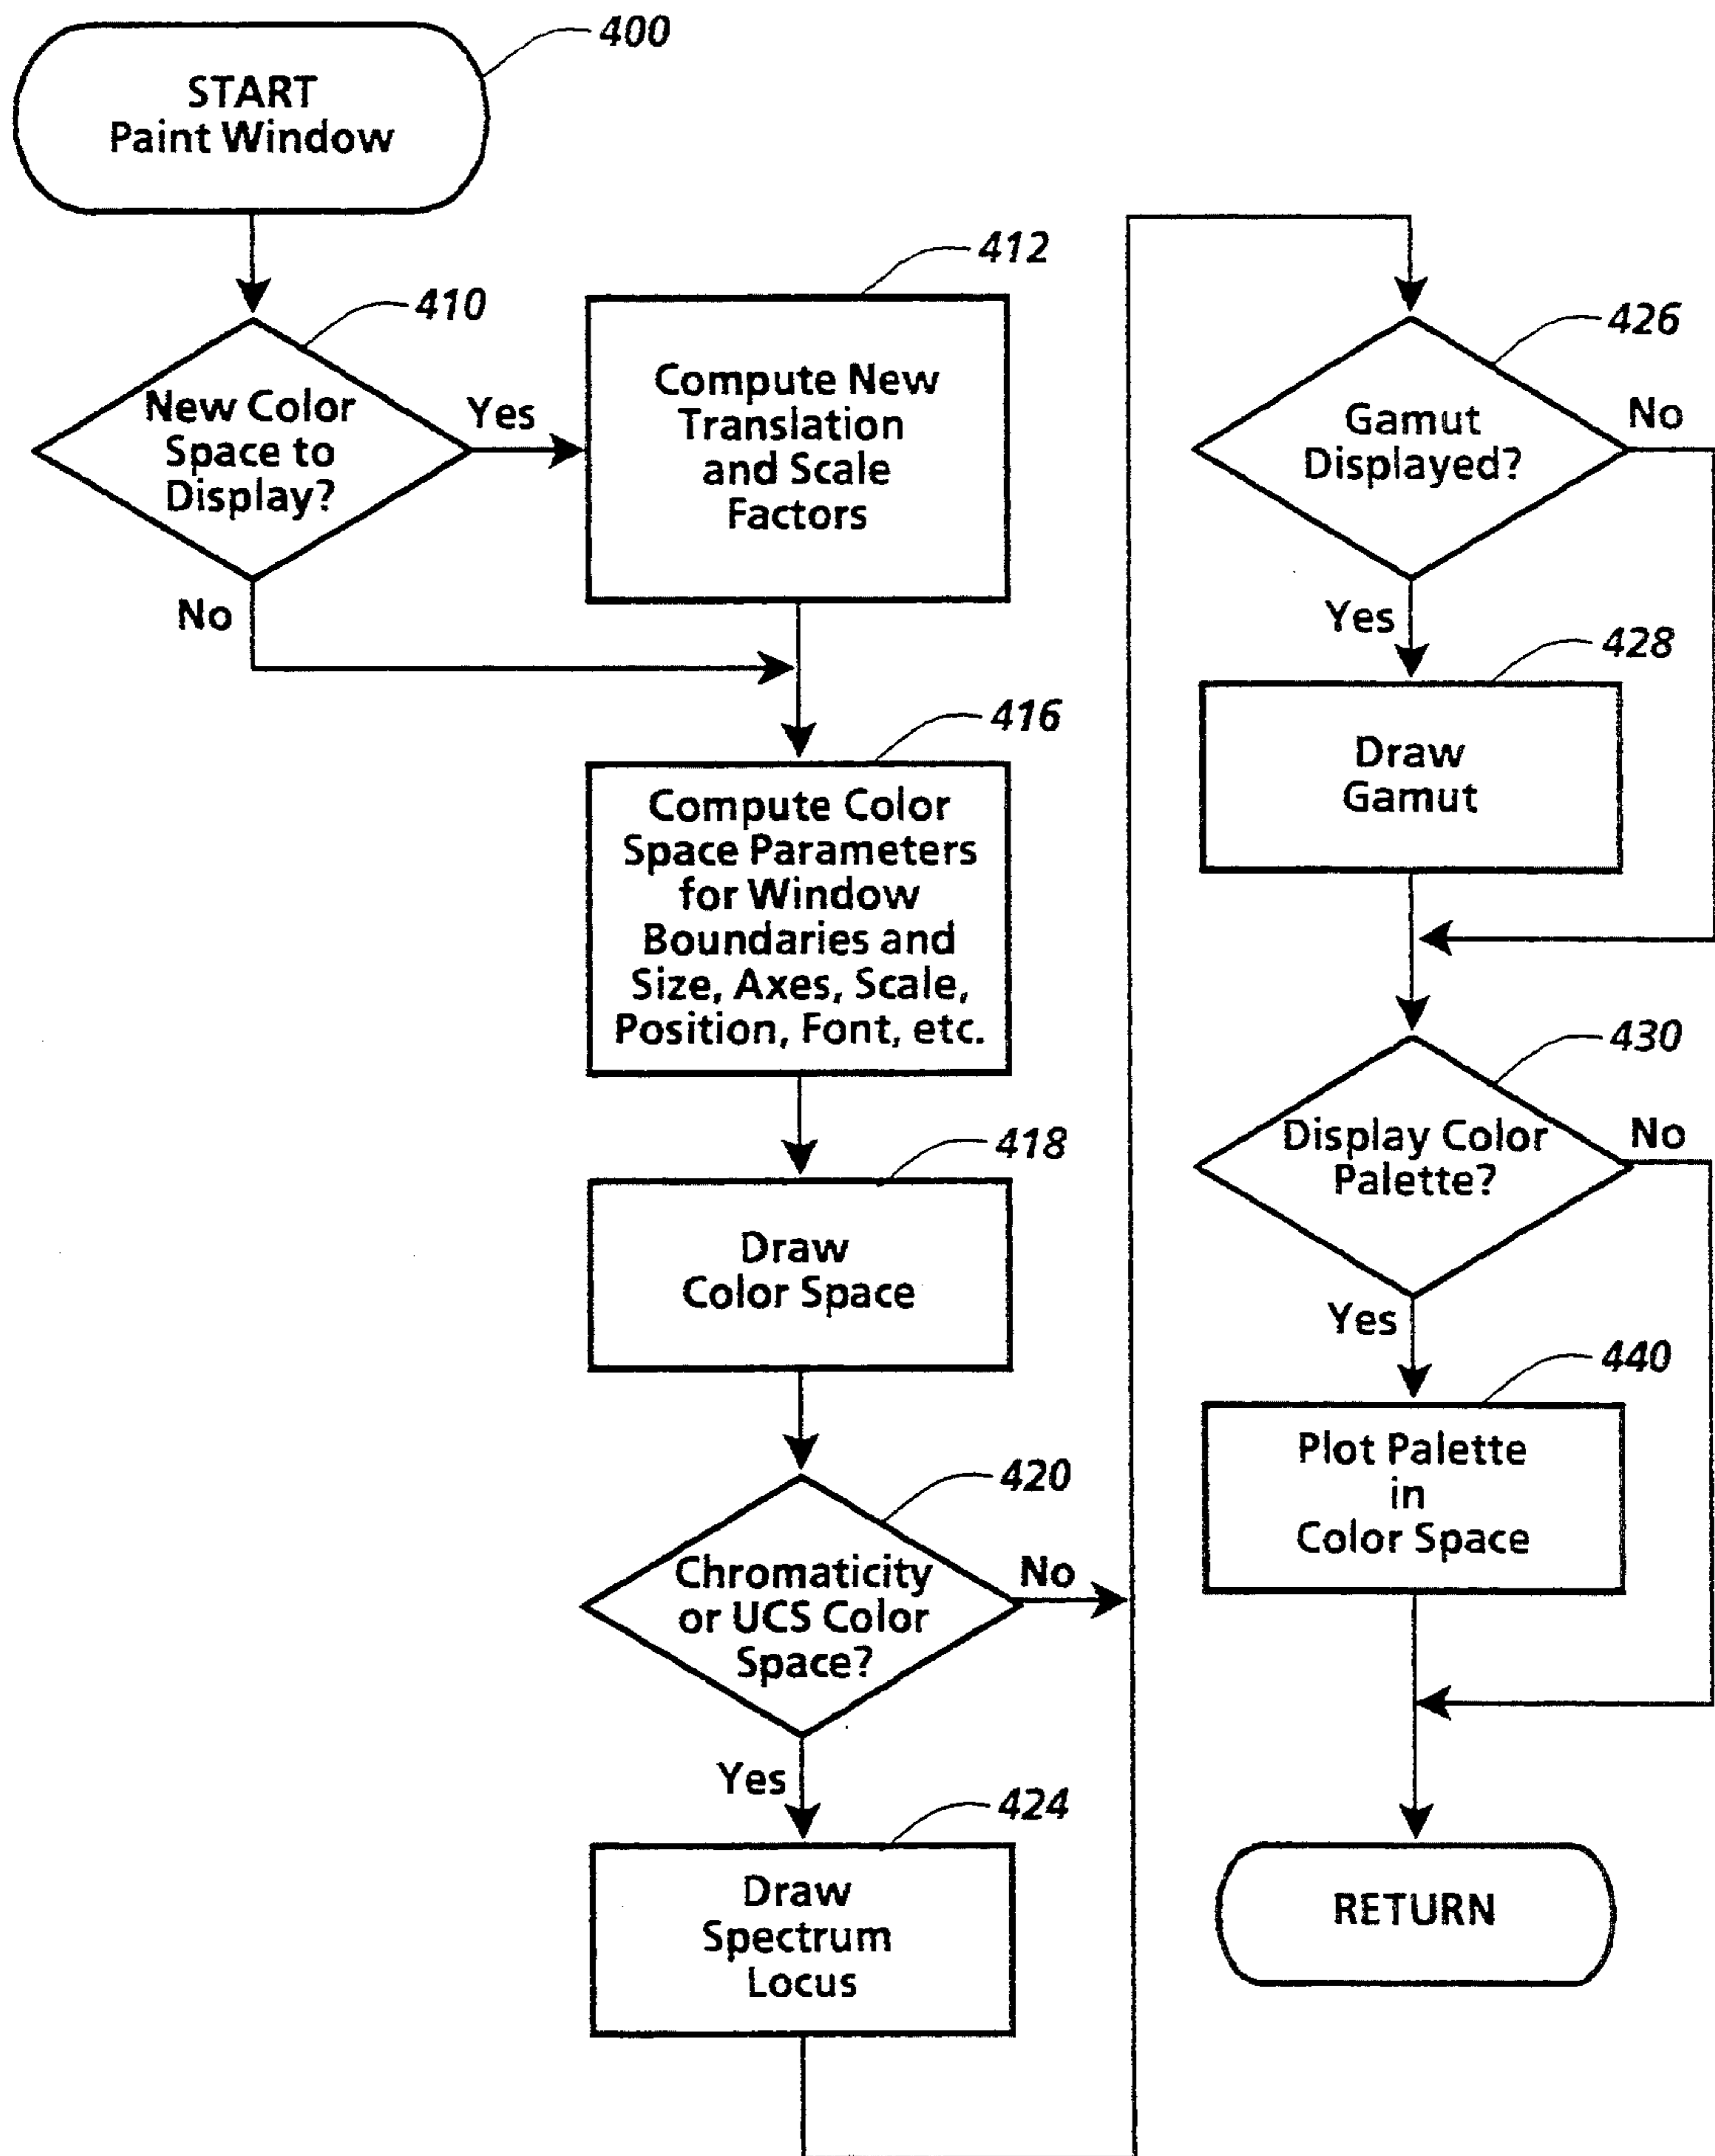 400
START
Paint Window
410
New Color
Space to
Display?
Yes
No
412
Compute New
Translation
and Scale
Factors
416
Compute Color
Space Parameters
for Window
Boundaries and
Size, Axes, Scale,
Position, Font, etc.
418
Draw
Color Space
420
Chromaticity
or UCS Color
Space?
No
Yes
424
Draw
Spectrum
Locus
426
Gamut
Displayed?
No
Yes
428
Draw
Gamut
430
Display Color
Palette?
No
Yes
440
Plot Palette
in
Color Space
RETURN